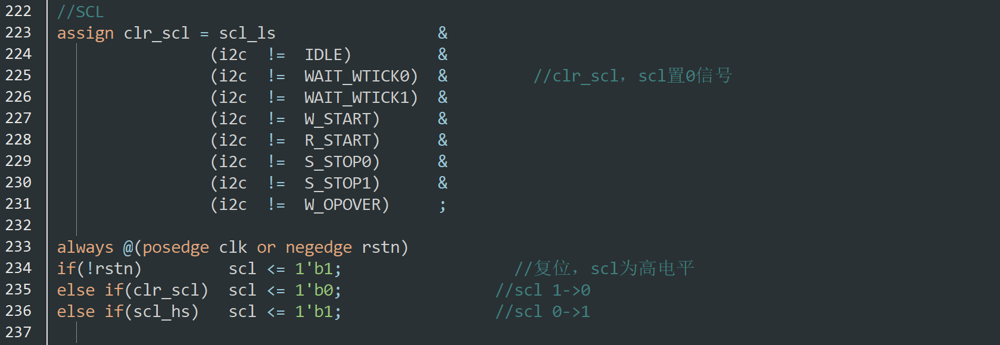 222 //SCL
223 assign clr_scl = scl_ls &
224 (i2c != IDLE) &
225 (i2c != WAIT_WTICK0) & //clr_scl，scl置0信号
226 (i2c != WAIT_WTICK1) &
227 (i2c != W_START) &
228 (i2c != R_START) &
229 (i2c != S_STOP0) &
230 (i2c != S_STOP1) &
231 (i2c != W_OPOVER) ;
232
233 always @(posedge clk or negedge rstn)
234 if(!rstn) scl <= 1'b1; //复位，scl为高电平
235 else if(clr_scl) scl <= 1'b0; //scl 1->0
236 else if(scl_hs) scl <= 1'b1; //scl 0->1
237